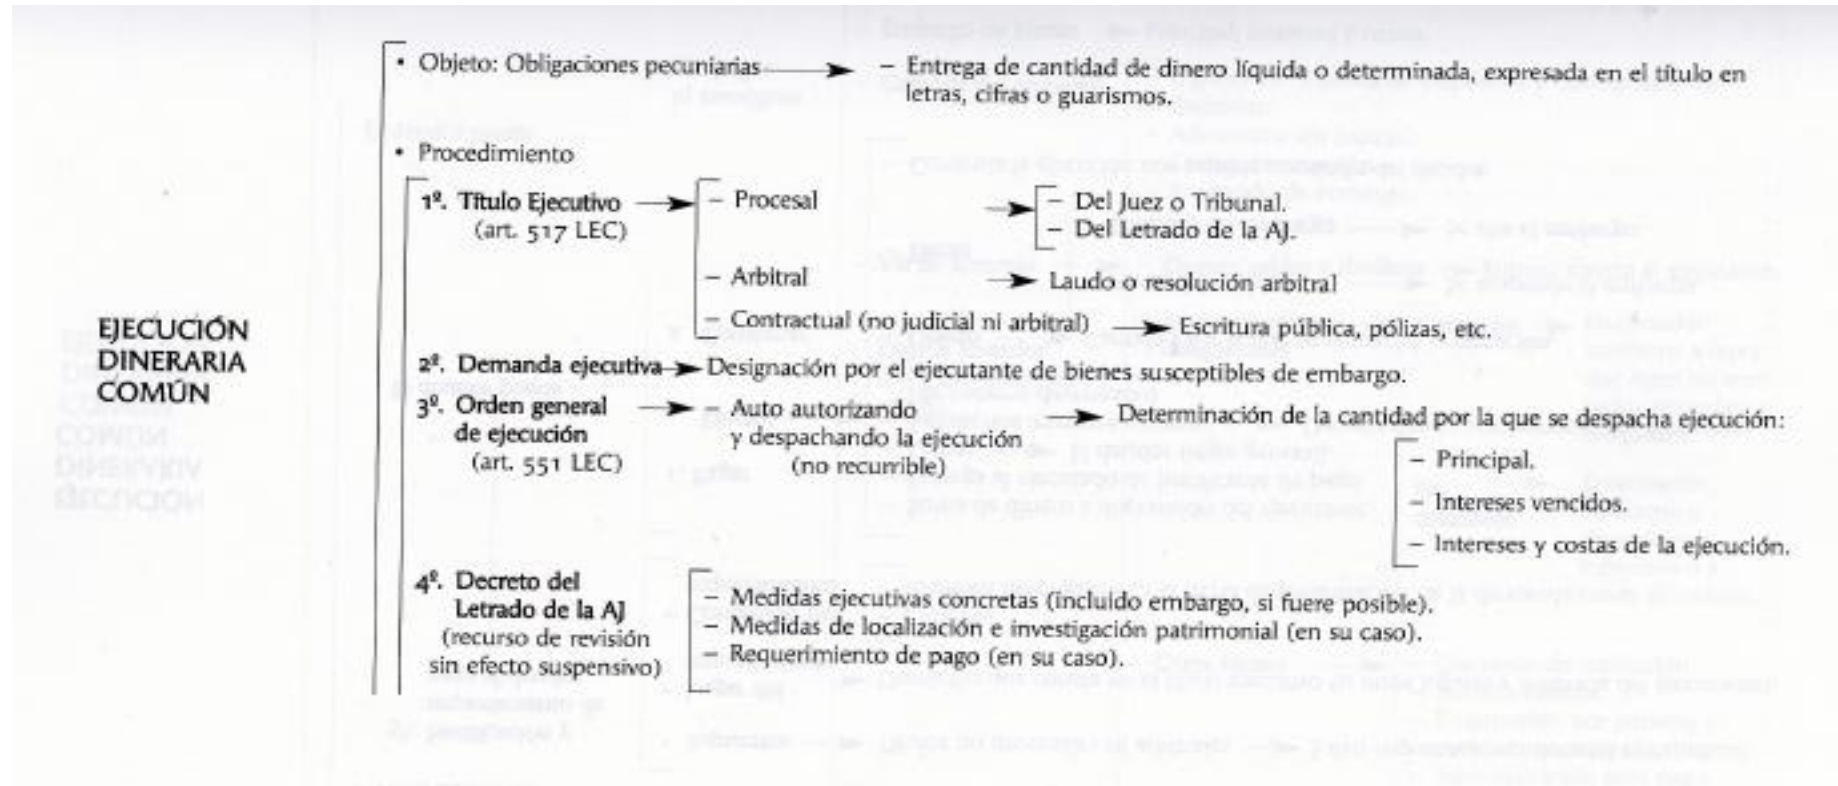 • Objeto: Obligaciones pecuniarias → – Entrega de cantidad de dinero líquida o determinada, expresada en el título en
letras, cifras o guarismos.
• Procedimiento
1º. Título Ejecutivo → – Procesal → – Del Juez o Tribunal.
(art. 517 LEC)
– Del Letrado de la AJ.
– Arbitral → Laudo o resolución arbitral
– Contractual (no judicial ni arbitral) → Escritura pública, pólizas, etc.
EJECUCIÓN
DINERARIA
COMÚN
2º. Demanda ejecutiva → Designación por el ejecutante de bienes susceptibles de embargo.
3º. Orden general
de ejecución
(art. 551 LEC)
→ – Auto autorizando
y despachando la ejecución
(no recurrible)
→ Determinación de la cantidad por la que se despacha ejecución:
– Principal.
– Intereses vencidos.
– Intereses y costas de la ejecución.
4º. Decreto del
Letrado de la AJ
(recurso de revisión
sin efecto suspensivo)
– Medidas ejecutivas concretas (incluido embargo, si fuere posible).
– Medidas de localización e investigación patrimonial (en su caso).
– Requerimiento de pago (en su caso).